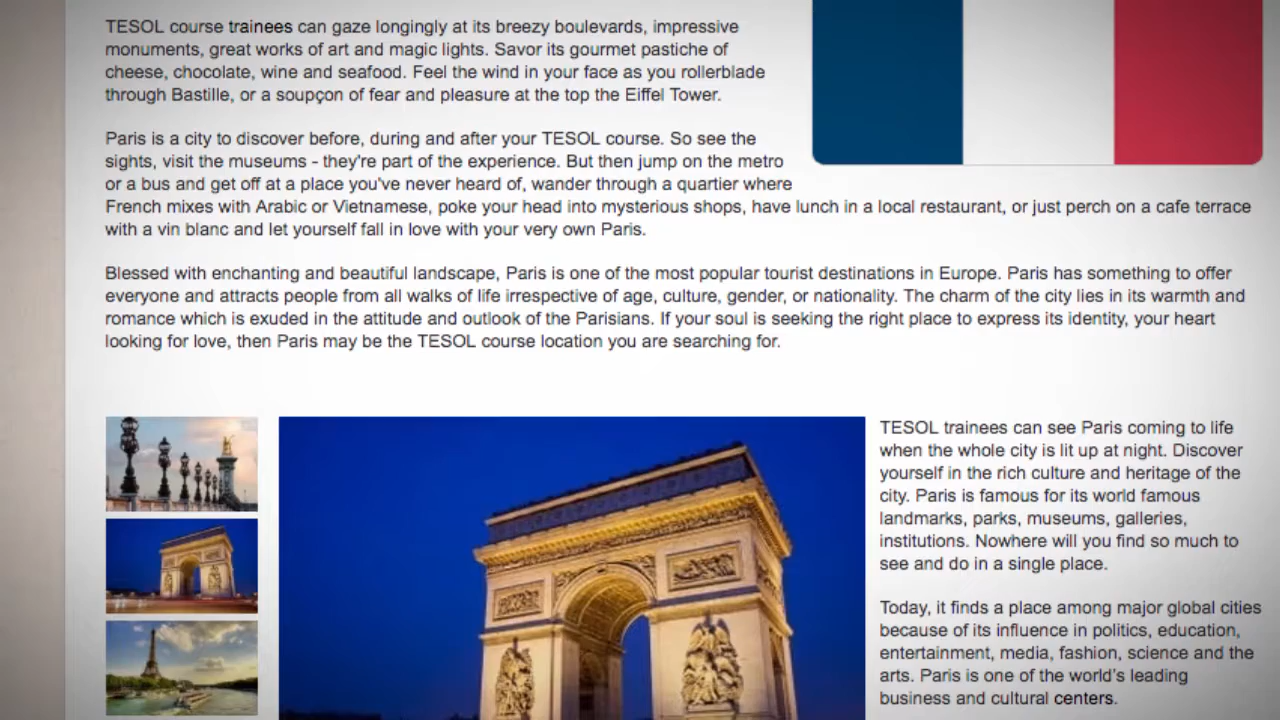 TESOL course trainees can gaze longingly at its breezy boulevards, impressive
monuments, great works of art and magic lights. Savor its gourmet pastiche of
cheese, chocolate, wine and seafood. Feel the wind in your face as you rollerblade
through Bastille, or a soupçon of fear and pleasure at the top the Eiffel Tower.
Paris is a city to discover before, during and after your TESOL course. So see the
sights, visit the museums - they're part of the experience. But then jump on the metro
or a bus and get off at a place you've never heard of, wander through a quartier where
French mixes with Arabic or Vietnamese, poke your head into mysterious shops, have lunch in a local restaurant, or just perch on a cafe terrace
with a vin blanc and let yourself fall in love with your very own Paris.
Blessed with enchanting and beautiful landscape, Paris is one of the most popular tourist destinations in Europe. Paris has something to offer
everyone and attracts people from all walks of life irrespective of age, culture, gender, or nationality. The charm of the city lies in its warmth and
romance which is exuded in the attitude and outlook of the Parisians. If your soul is seeking the right place to express its identity, your heart
looking for love, then Paris may be the TESOL course location you are searching for.
TESOL trainees can see Paris coming to life
when the whole city is lit up at night. Discover
yourself in the rich culture and heritage of the
city. Paris is famous for its world famous
landmarks, parks, museums, galleries,
institutions. Nowhere will you find so much to
see and do in a single place.
Today, it finds a place among major global cities
because of its influence in politics, education,
entertainment, media, fashion, science and the
arts. Paris is one of the world's leading
business and cultural centers.